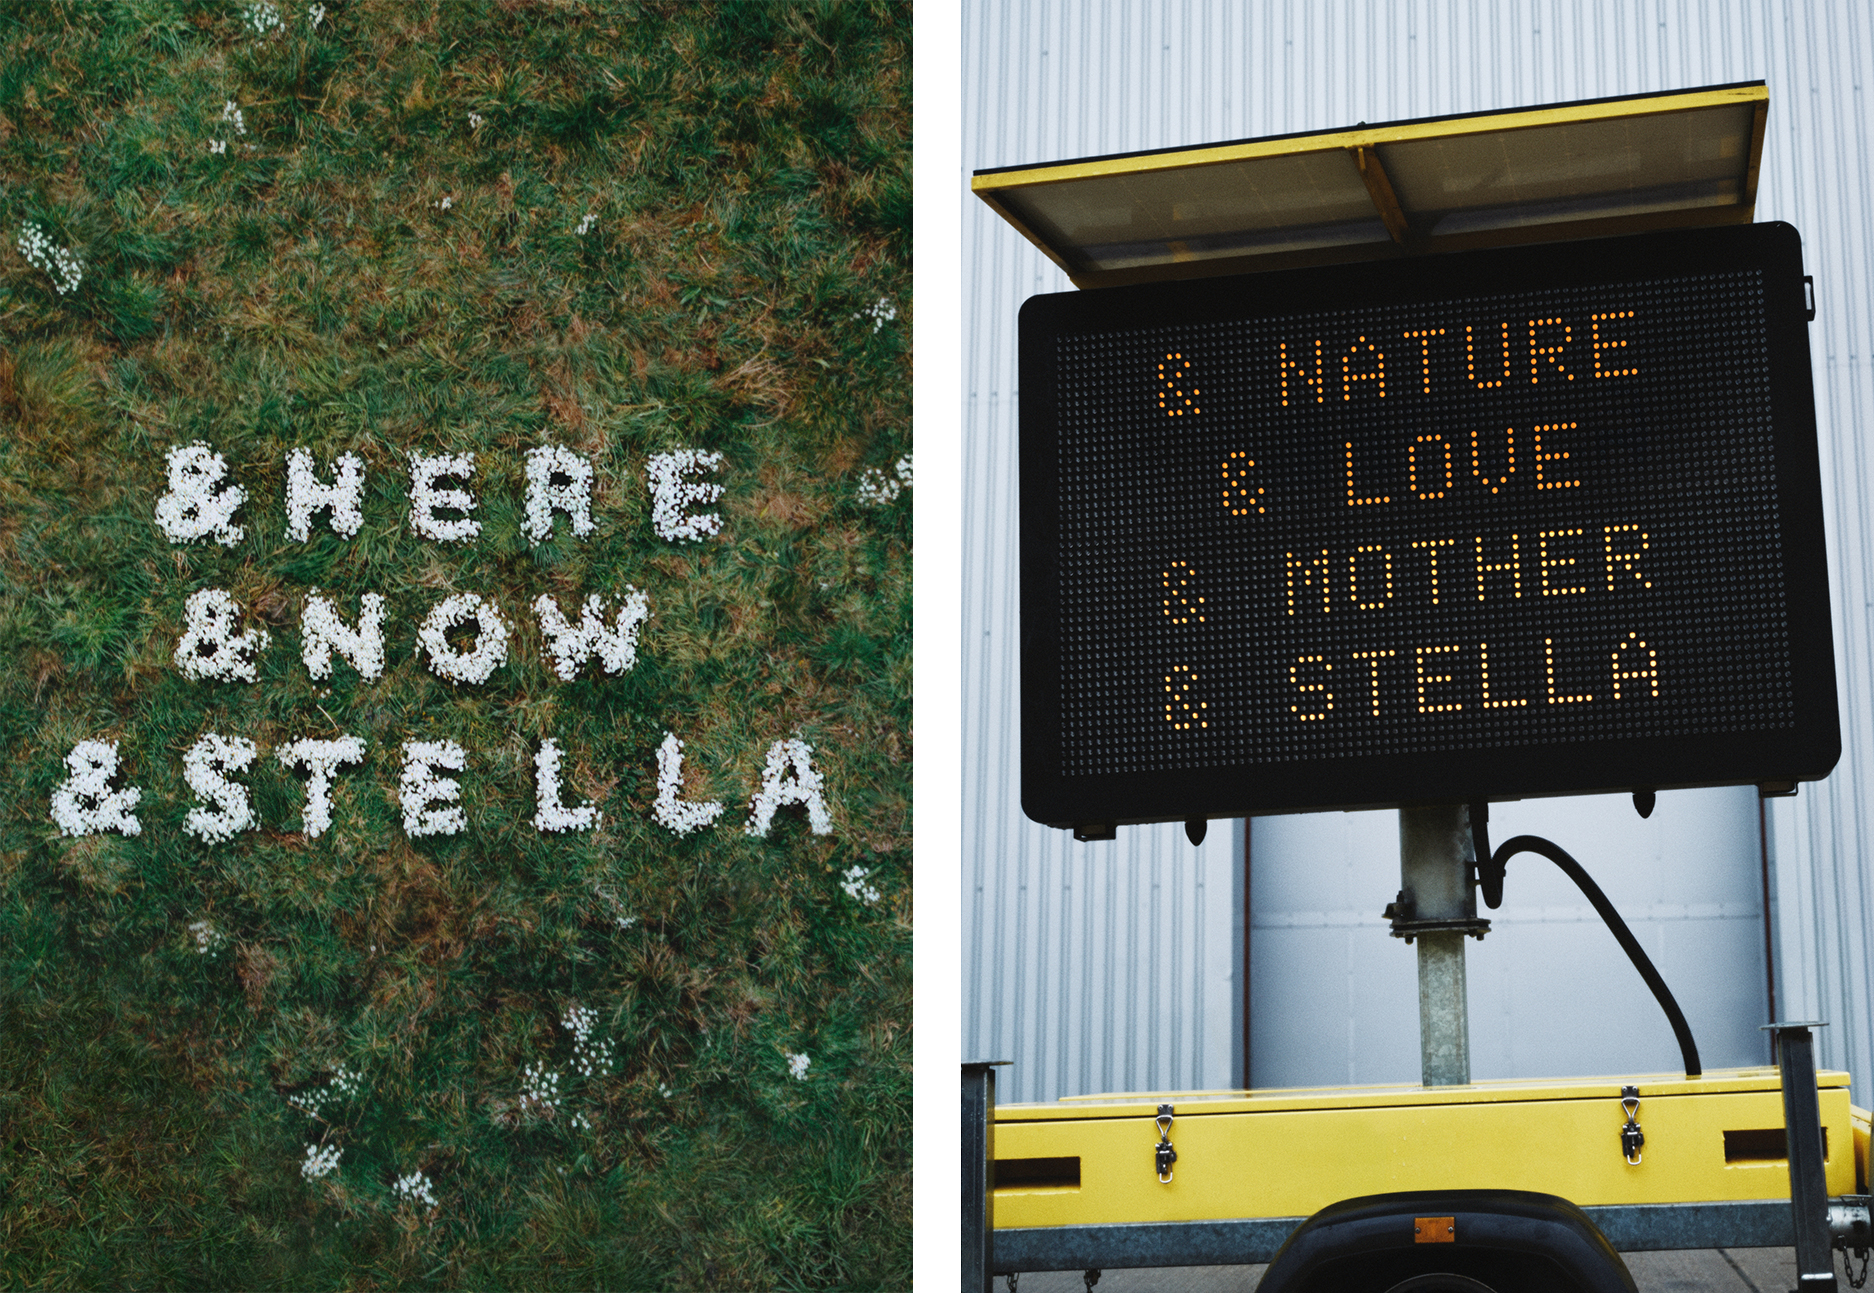 &HERE
&NOW
&STELLA
& NATURE
& LOVE
& MOTHER
& STELLA